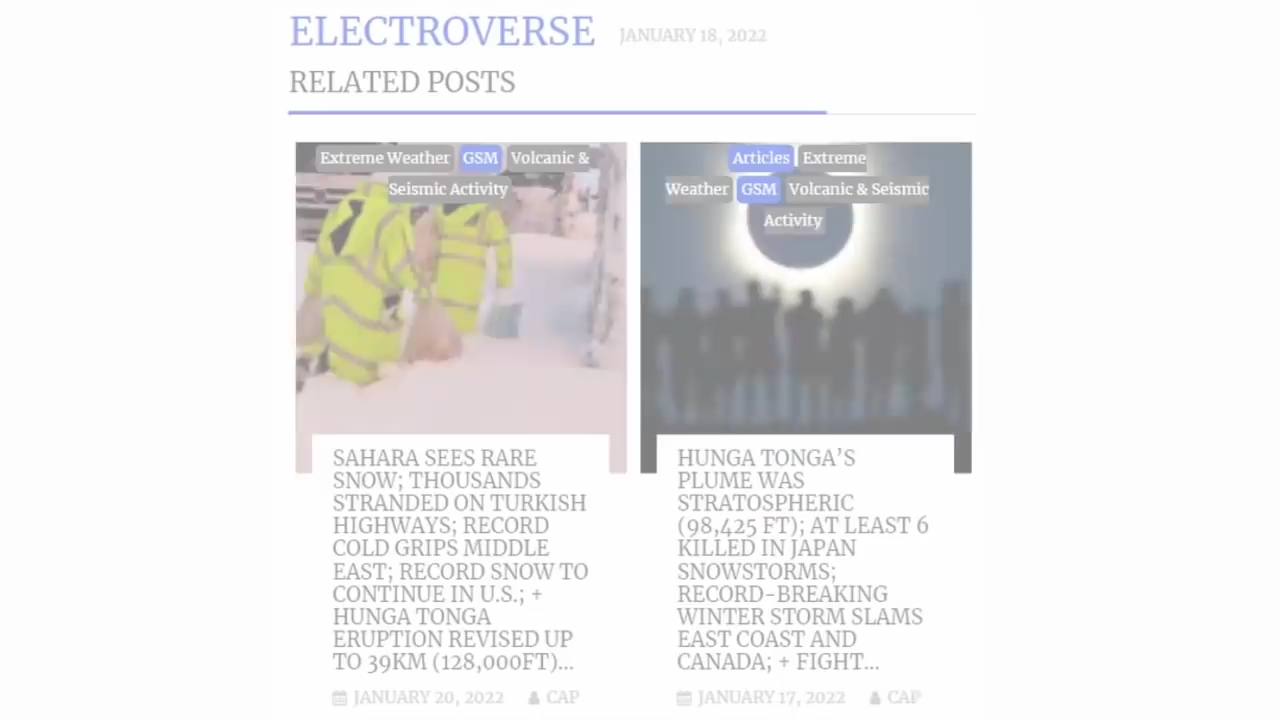 ELECTROVERSE JANUARY 18, 2022
RELATED POSTS
Extreme Weather GSM Volcanic &
Seismic Activity
SAHARA SEES RARE
SNOW; THOUSANDS
STRANDED ON TURKISH
HIGHWAYS; RECORD
COLD GRIPS MIDDLE
EAST; RECORD SNOW TO
CONTINUE IN U.S.; +
HUNGA TONGA
ERUPTION REVISED UP
TO 39KM (128,000FT)...
JANUARY 20, 2022 CAP
Articles Extreme
Weather GSM Volcanic & Seismic
Activity
HUNGA TONGA’S
PLUME WAS
STRATOSPHERIC
(98,425 FT); AT LEAST 6
KILLED IN JAPAN
SNOWSTORMS;
RECORD-BREAKING
WINTER STORM SLAMS
EAST COAST AND
CANADA; + FIGHT...
JANUARY 17, 2022 CAP